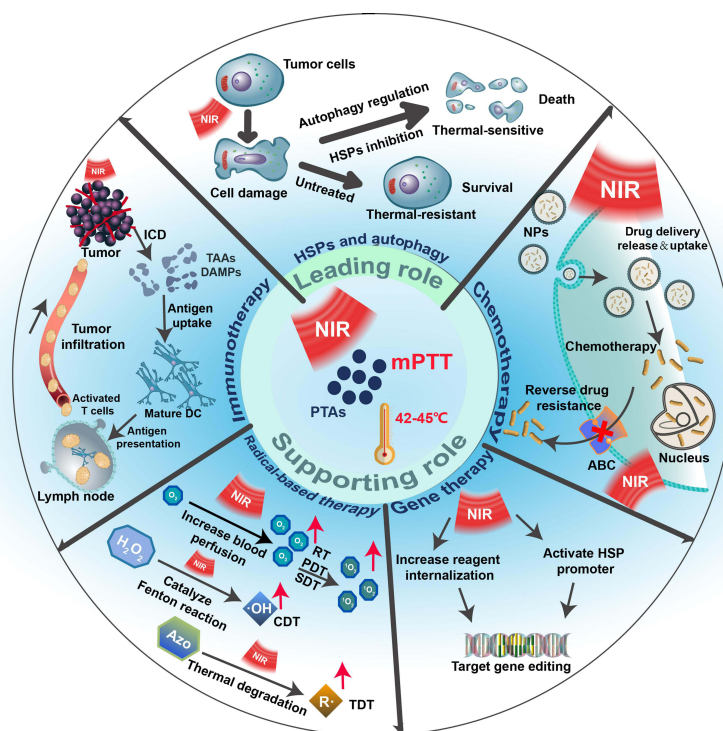 Tumor cells
NIR
Cell damage
Autophagy regulation
HSPs inhibition
Untreated
Death
Thermal-sensitive
Survival
Thermal-resistant
HSPs and autophagy
Leading role
NIR
mPTT
PTAs
42-45℃
Supporting role
Immunotherapy
Chemotherapy
Radical-based therapy
Gene therapy
NIR
Tumor
ICD
TAAs
DAMPs
Antigen
uptake
Tumor
infiltration
Activated
T cells
Mature DC
Antigen
presentation
Lymph node
NIR
NPs
Drug delivery
release & uptake
Chemotherapy
Reverse drug
resistance
ABC
Nucleus
NIR
O₂
NIR
Increase blood
perfusion
O₂
O₂
O₂
RT
PDT
SDT
¹O₂
¹O₂
¹O₂
H₂O₂
NIR
Catalyze
Fenton reaction
·OH
CDT
Azo
NIR
Thermal degradation
R·
TDT
NIR
Increase reagent
internalization
Activate HSP
promoter
Target gene editing